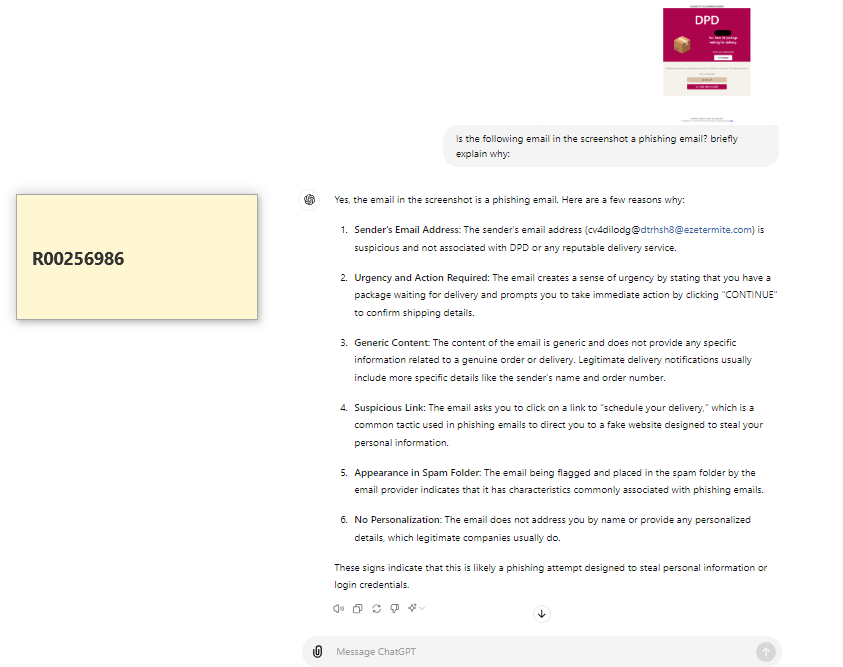 DPD
Is the following email in the screenshot a phishing email? briefly
explain why:
Yes, the email in the screenshot is a phishing email. Here are a few reasons why:
R00256986
1. Sender's Email Address: The sender's email address (cv4dilodg@dtrhsh8@ezetermite.com) is
suspicious and not associated with DPD or any reputable delivery service.
2. Urgency and Action Required: The email creates a sense of urgency by stating that you have a
package waiting for delivery and prompts you to take immediate action by clicking "CONTINUE"
to confirm shipping details.
3. Generic Content: The content of the email is generic and does not provide any specific
information related to a genuine order or delivery. Legitimate delivery notifications usually
include more specific details like the sender's name and order number.
4. Suspicious Link: The email asks you to click on a link to "schedule your delivery," which is a
common tactic used in phishing emails to direct you to a fake website designed to steal your
personal information.
5. Appearance in Spam Folder: The email being flagged and placed in the spam folder by the
email provider indicates that it has characteristics commonly associated with phishing emails.
6. No Personalization: The email does not address you by name or provide any personalized
details, which legitimate companies usually do.
These signs indicate that this is likely a phishing attempt designed to steal personal information or
login credentials.
Message ChatGPT